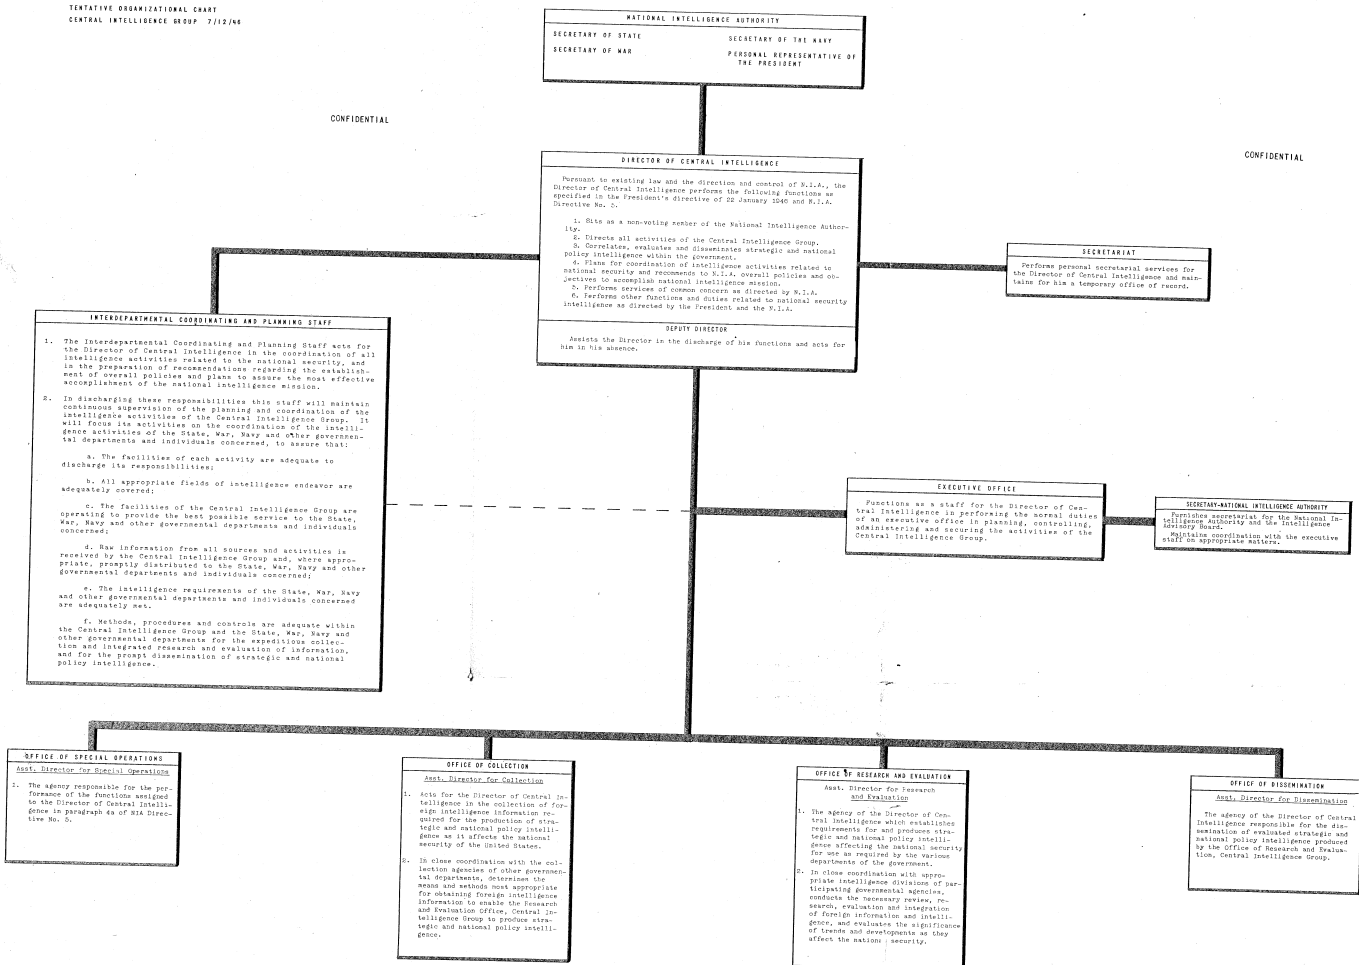 TENTATIVE ORGANIZATIONAL CHART
CENTRAL INTELLIGENCE GROUP 7/12/46
CONFIDENTIAL
CONFIDENTIAL
NATIONAL INTELLIGENCE AUTHORITY
SECRETARY OF STATE
SECRETARY OF WAR
SECRETARY OF THE NAVY
PERSONAL REPRESENTATIVE OF
THE PRESIDENT
DIRECTOR OF CENTRAL INTELLIGENCE
Pursuant to existing law and the direction and control of N.I.A., the
Director of Central Intelligence performs the following functions as
specified in the President's directive of 22 January 1946 and N.I.A.
Directive No. 5.
1. Sits as a non-voting member of the National Intelligence Author-
ity.
2. Directs all activities of the Central Intelligence Group.
3. Correlates, evaluates and disseminates strategic and national
policy intelligence within the government.
4. Plans for coordination of intelligence activities related to
national security and recommends to N.I.A. overall policies and ob-
jectives to accomplish national intelligence mission.
5. Performs services of common concern as directed by N.I.A.
6. Performs other functions and duties related to national security
intelligence as directed by the President and the N.I.A.
DEPUTY DIRECTOR
Assists the Director in the discharge of his functions and acts for
him in his absence.
SECRETARIAT
Performs personal secretarial services for
the Director of Central Intelligence and main-
tains for him a temporary office of record.
INTERDEPARTMENTAL COORDINATING AND PLANNING STAFF
1. The Interdepartmental Coordinating and Planning Staff acts for
the Director of Central Intelligence in the coordination of all
intelligence activities related to the national security, and
in the preparation of recommendations regarding the establish-
ment of overall policies and plans to assure the most effective
accomplishment of the national intelligence mission.
2. In discharging these responsibilities this staff will maintain
continuous supervision of the planning and coordination of the
intelligence activities of the Central Intelligence Group. It
will focus its activities on the coordination of the intelli-
gence activities of the State, War, Navy and other governmen-
tal departments and individuals concerned, to assure that:
a. The facilities of each activity are adequate to
discharge its responsibilities;
b. All appropriate fields of intelligence endeavor are
adequately covered;
c. The facilities of the Central Intelligence Group are
operating to provide the best possible service to the State,
War, Navy and other governmental departments and individuals
concerned;
d. Raw information from all sources and activities is
received by the Central Intelligence Group and, where appro-
priate, promptly distributed to the State, War, Navy and other
governmental departments and individuals concerned;
e. The intelligence requirements of the State, War, Navy
and other governmental departments and individuals concerned
are adequately met.
f. Methods, procedures and controls are adequate within
the Central Intelligence Group and the State, War, Navy and
other governmental departments for the expeditious collec-
tion and integrated research and evaluation of information,
and for the prompt dissemination of strategic and national
policy intelligence.
EXECUTIVE OFFICE
Functions as a staff for the Director of Cen-
tral Intelligence in performing the normal duties
of an executive office in planning, controlling,
administering and securing the activities of the
Central Intelligence Group.
SECRETARY-NATIONAL INTELLIGENCE AUTHORITY
Furnishes secretariat for the National In-
telligence Authority and the Intelligence
Advisory Board.
Maintains coordination with the executive
staff on appropriate matters.
OFFICE OF SPECIAL OPERATIONS
Asst. Director for Special Operations
1. The agency responsible for the per-
formance of the functions assigned
to the Director of Central Intelli-
gence in paragraph 4a of NIA Direc-
tive No. 5.
OFFICE OF COLLECTION
Asst. Director for Collection
1. Acts for the Director of Central In-
telligence in the collection of for-
eign intelligence information re-
quired for the production of stra-
tegic and national policy intelli-
gence as it affects the national
security of the United States.
2. In close coordination with the col-
lection agencies of other governmen-
tal departments, determines the
means and methods most appropriate
for obtaining foreign intelligence
information to enable the Research
and Evaluation Office, Central In-
telligence Group to produce stra-
tegic and national policy intelli-
gence.
OFFICE OF RESEARCH AND EVALUATION
Asst. Director for Research
and Evaluation
1. The agency of the Director of Cen-
tral Intelligence which establishes
requirements for and produces stra-
tegic and national policy intelli-
gence affecting the national security
for use as required by the various
departments of the government.
2. In close coordination with appro-
priate intelligence divisions of par-
ticipating governmental agencies,
conducts the necessary review, re-
search, evaluation and integration
of foreign information and intelli-
gence, and evaluates the significance
of trends and developments as they
affect the national security.
OFFICE OF DISSEMINATION
Asst. Director for Dissemination
The agency of the Director of Central
Intelligence responsible for the dis-
semination of evaluated strategic and
national policy intelligence produced
by the Office of Research and Evalua-
tion, Central Intelligence Group.